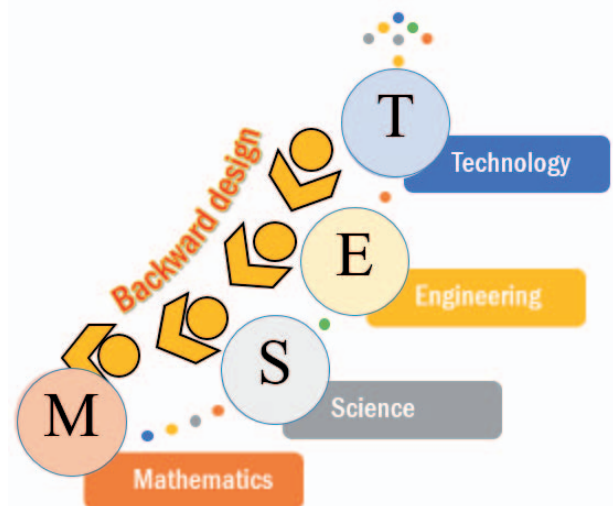 T
Technology
Backward design
E
Engineering
S
Science
M
Mathematics